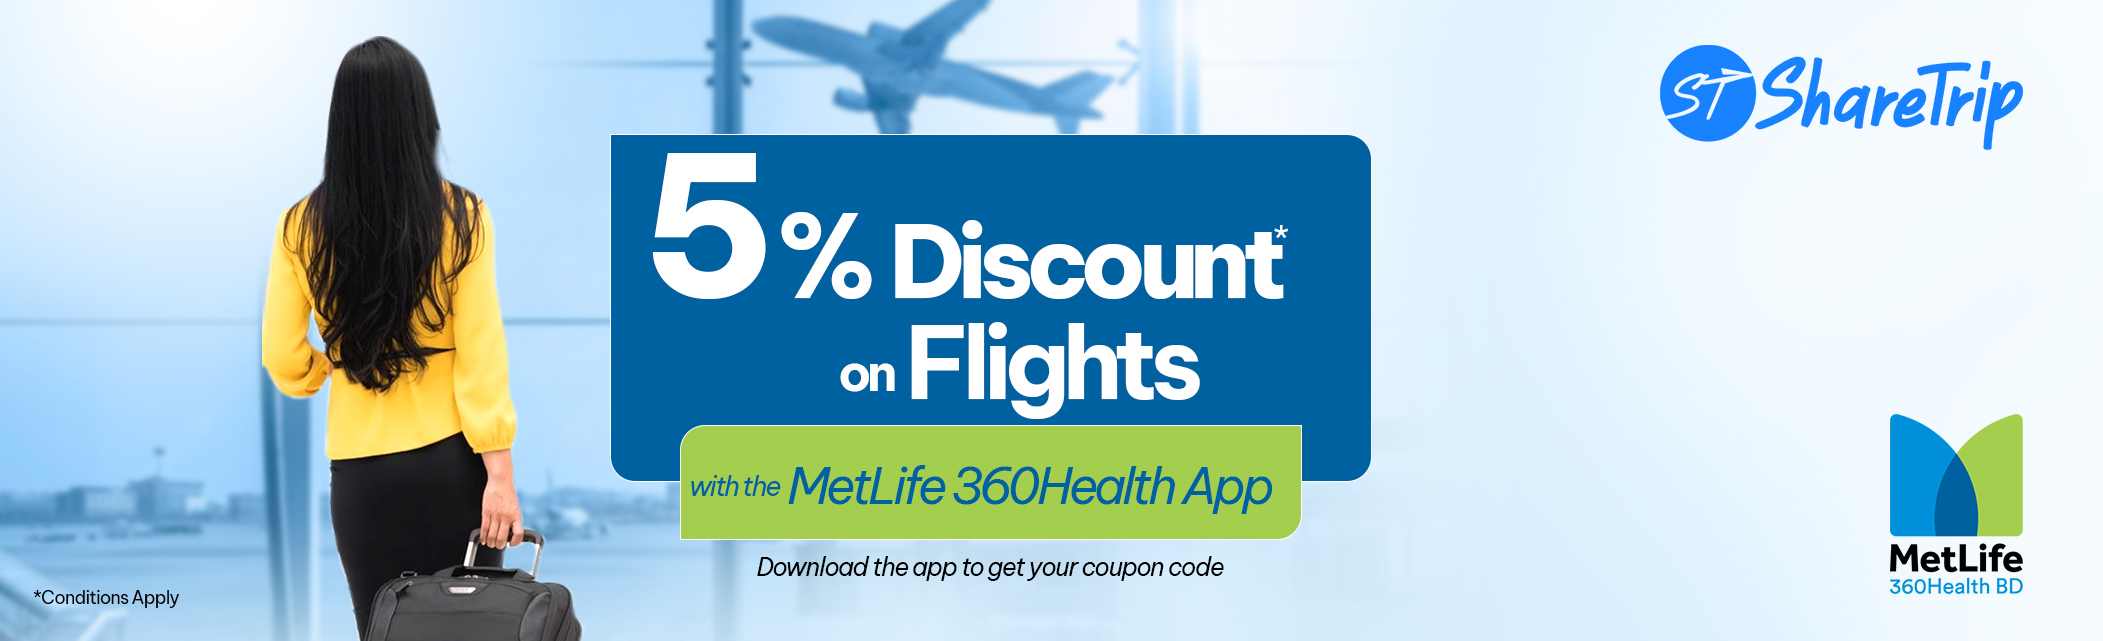 ST ShareTrip
5% Discount*
on Flights
with the MetLife 360Health App
Download the app to get your coupon code
*Conditions Apply
MetLife
360Health BD